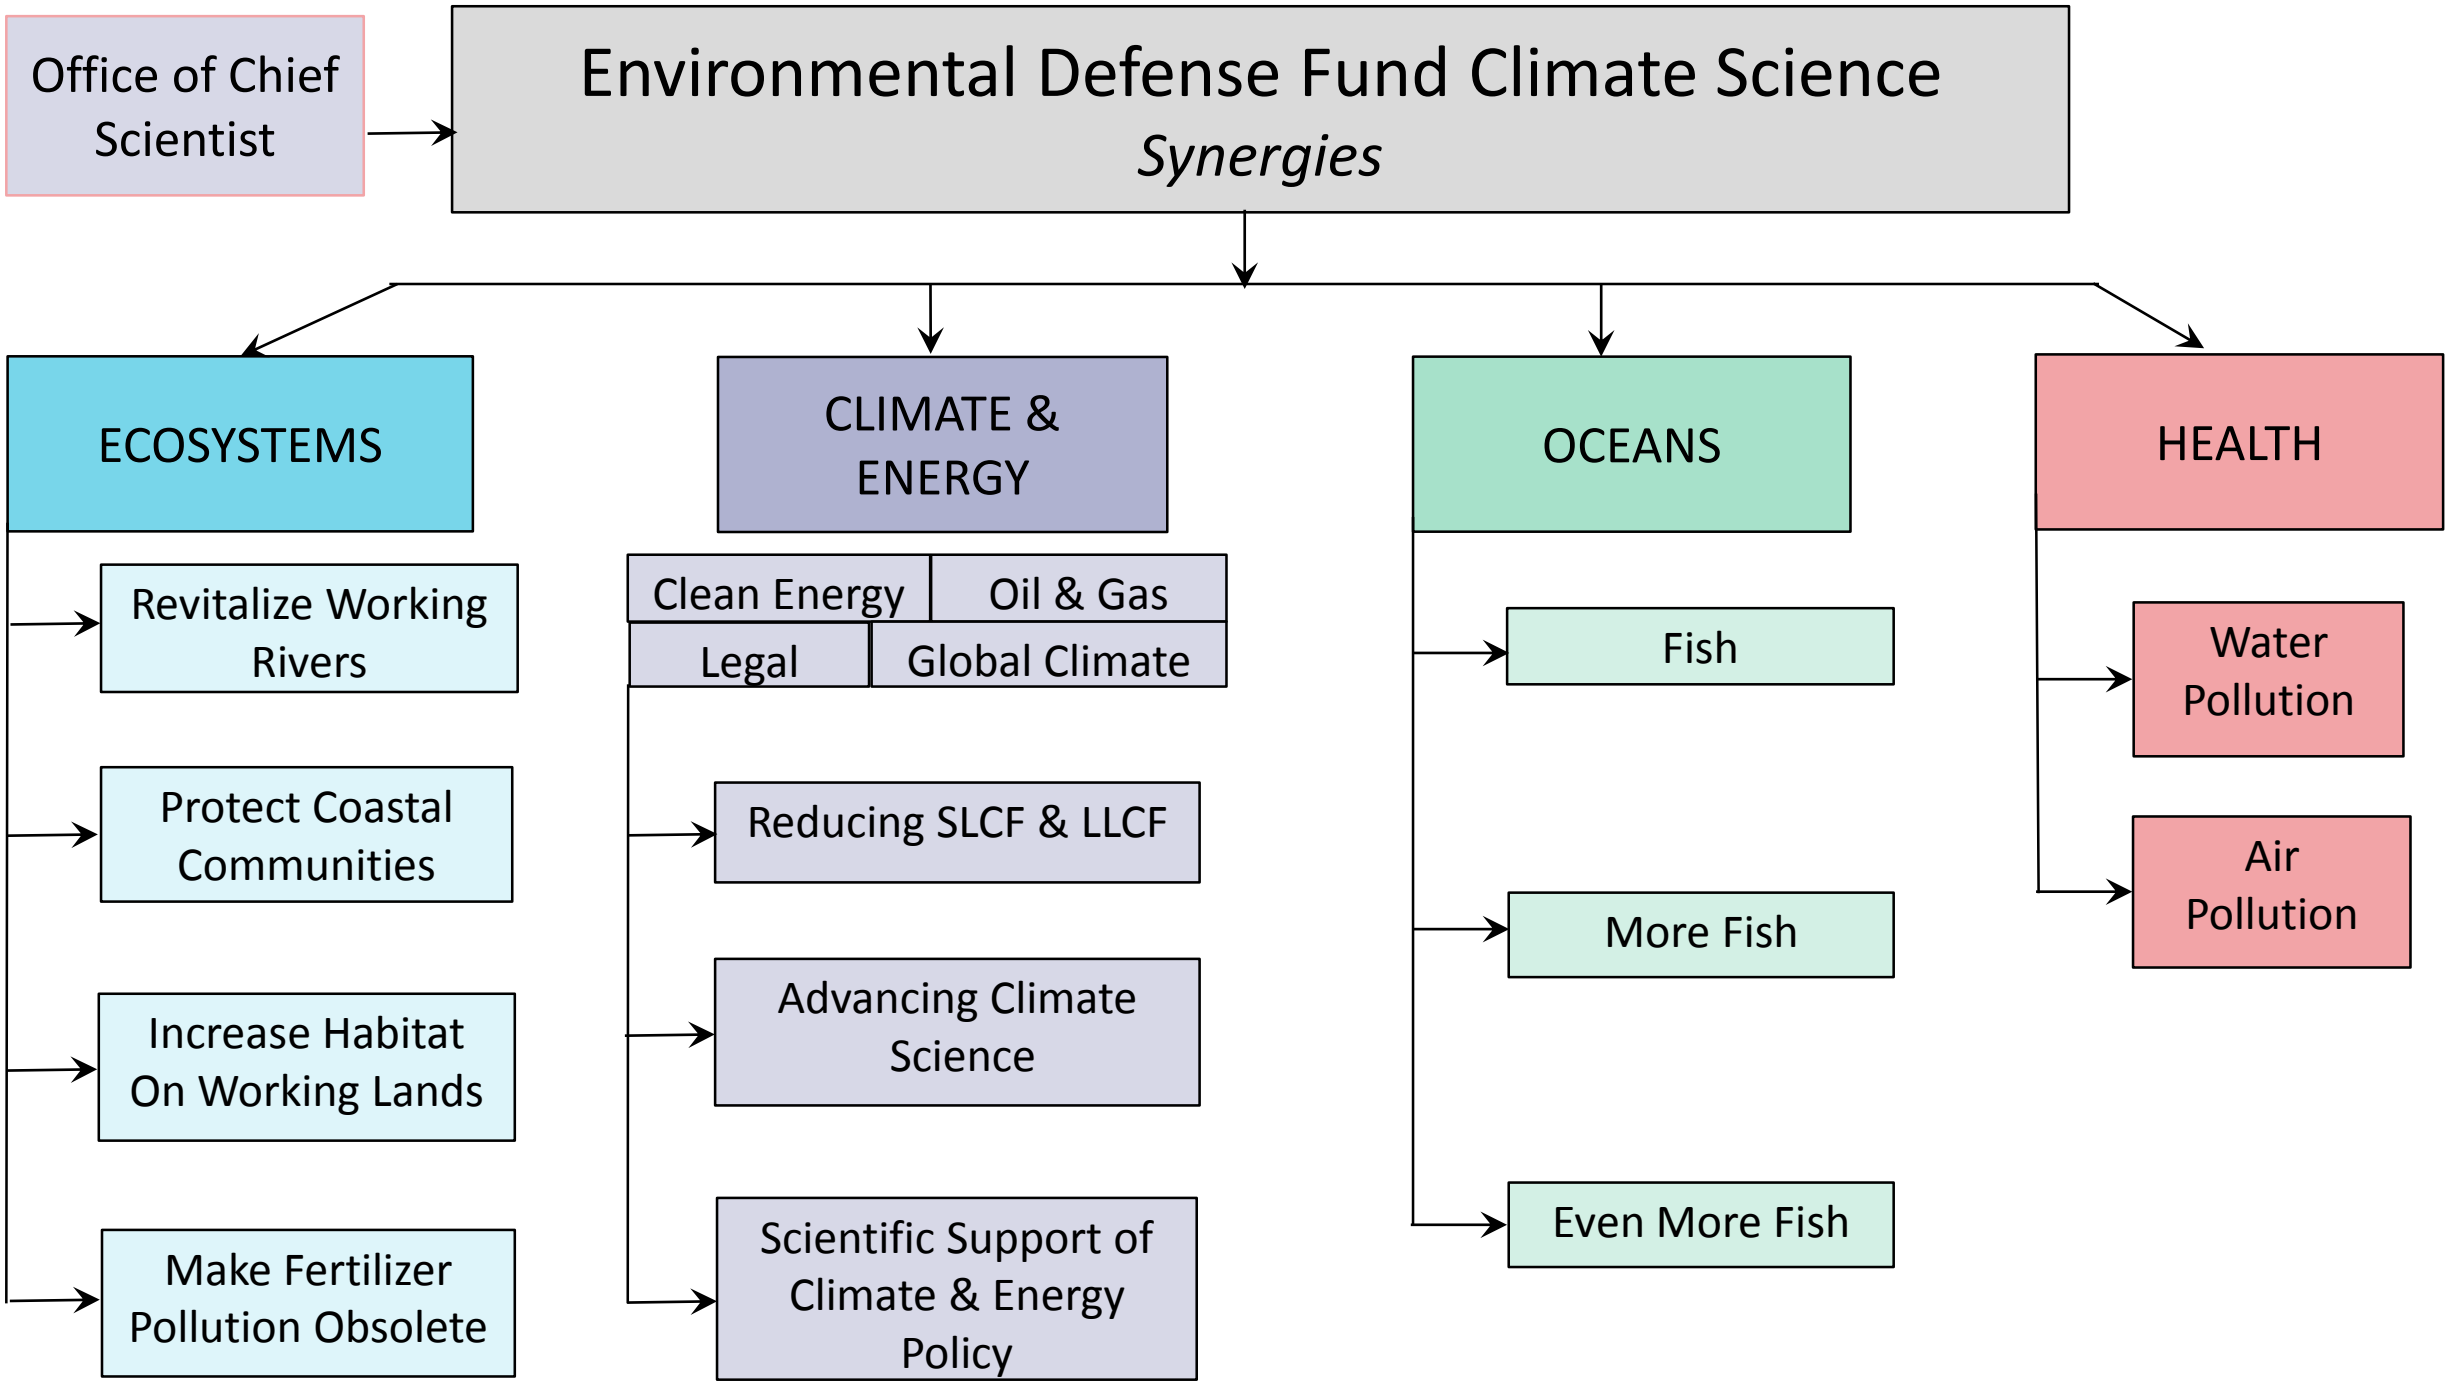 Office of Chief
Scientist
Environmental Defense Fund Climate Science
Synergies
ECOSYSTEMS
Revitalize Working
Rivers
Protect Coastal
Communities
Increase Habitat
On Working Lands
Make Fertilizer
Pollution Obsolete
CLIMATE &
ENERGY
Clean Energy
Oil & Gas
Legal
Global Climate
Reducing SLCF & LLCF
Advancing Climate
Science
Scientific Support of
Climate & Energy
Policy
OCEANS
Fish
More Fish
Even More Fish
HEALTH
Water
Pollution
Air
Pollution